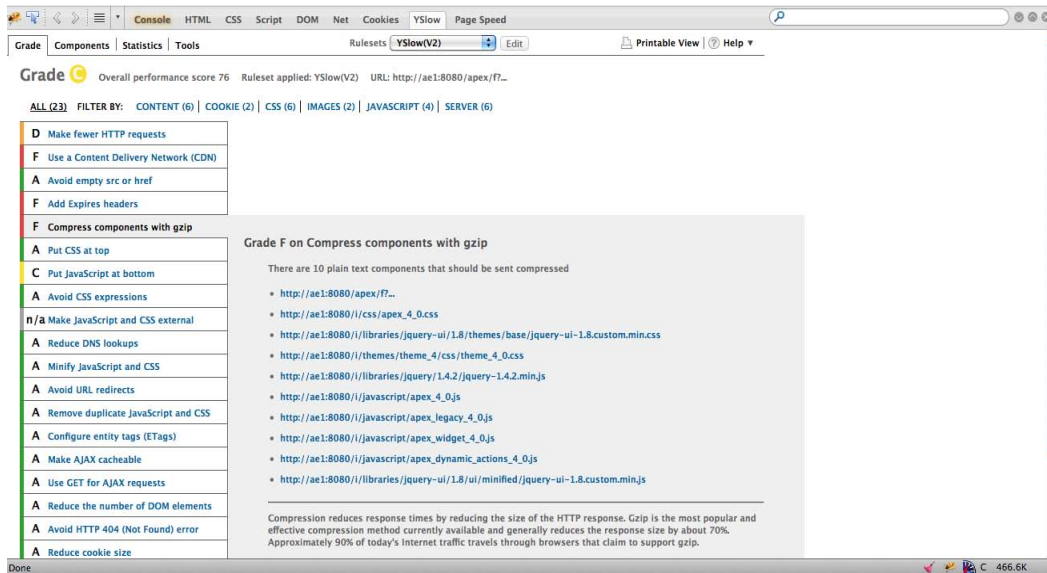 Console HTML CSS Script DOM Net Cookies YSlow Page Speed
Grade Components Statistics Tools Rulesets YSlow(V2) Edit Printable View Help ▼
Grade C Overall performance score 76 Ruleset applied: YSlow(V2) URL: http://ae1:8080/apex/f?...
ALL (23) FILTER BY: CONTENT (6) | COOKIE (2) | CSS (6) | IMAGES (2) | JAVASCRIPT (4) | SERVER (6)
D Make fewer HTTP requests
F Use a Content Delivery Network (CDN)
A Avoid empty src or href
F Add Expires headers
F Compress components with gzip
A Put CSS at top
C Put JavaScript at bottom
A Avoid CSS expressions
n/a Make JavaScript and CSS external
A Reduce DNS lookups
A Minify JavaScript and CSS
A Avoid URL redirects
A Remove duplicate JavaScript and CSS
A Configure entity tags (ETags)
A Make AJAX cacheable
A Use GET for AJAX requests
A Reduce the number of DOM elements
A Avoid HTTP 404 (Not Found) error
A Reduce cookie size
Grade F on Compress components with gzip
There are 10 plain text components that should be sent compressed
• http://ae1:8080/apex/f?...
• http://ae1:8080/i/css/apex_4_0.css
• http://ae1:8080/i/libraries/jquery-ui/1.8/themes/base/jquery-ui-1.8.custom.min.css
• http://ae1:8080/i/themes/theme_4/css/theme_4_0.css
• http://ae1:8080/i/libraries/jquery/1.4.2/jquery-1.4.2.min.js
• http://ae1:8080/i/javascript/apex_4_0.js
• http://ae1:8080/i/javascript/apex_legacy_4_0.js
• http://ae1:8080/i/javascript/apex_widget_4_0.js
• http://ae1:8080/i/javascript/apex_dynamic_actions_4_0.js
• http://ae1:8080/i/libraries/jquery-ui/1.8/ui/minified/jquery-ui-1.8.custom.min.js
Compression reduces response times by reducing the size of the HTTP response. Gzip is the most popular and
effective compression method currently available and generally reduces the response size by about 70%.
Approximately 90% of today's Internet traffic travels through browsers that claim to support gzip.
Done C 466.6K